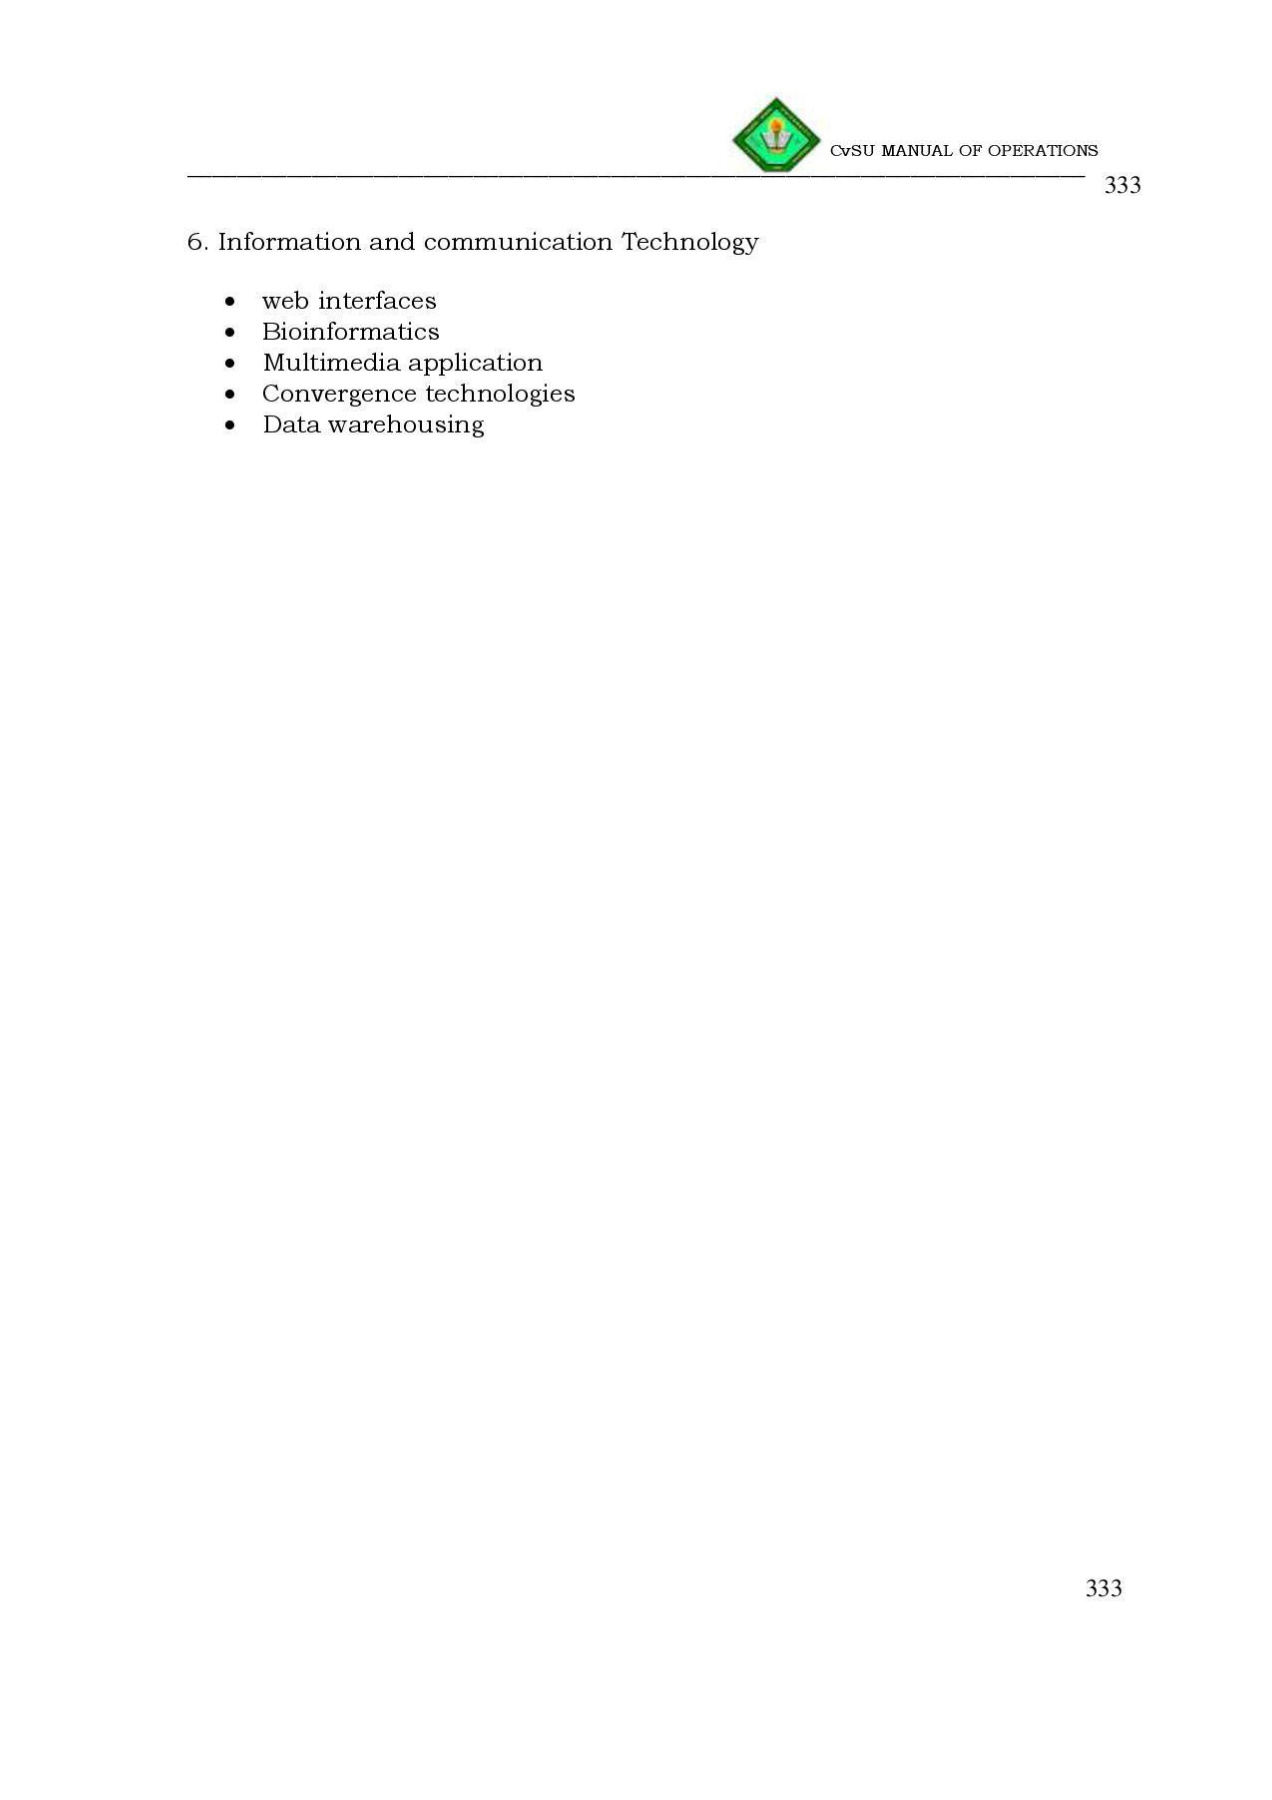 CvSU MANUAL OF OPERATIONS
333
6. Information and communication Technology
• web interfaces
• Bioinformatics
• Multimedia application
• Convergence technologies
• Data warehousing
333